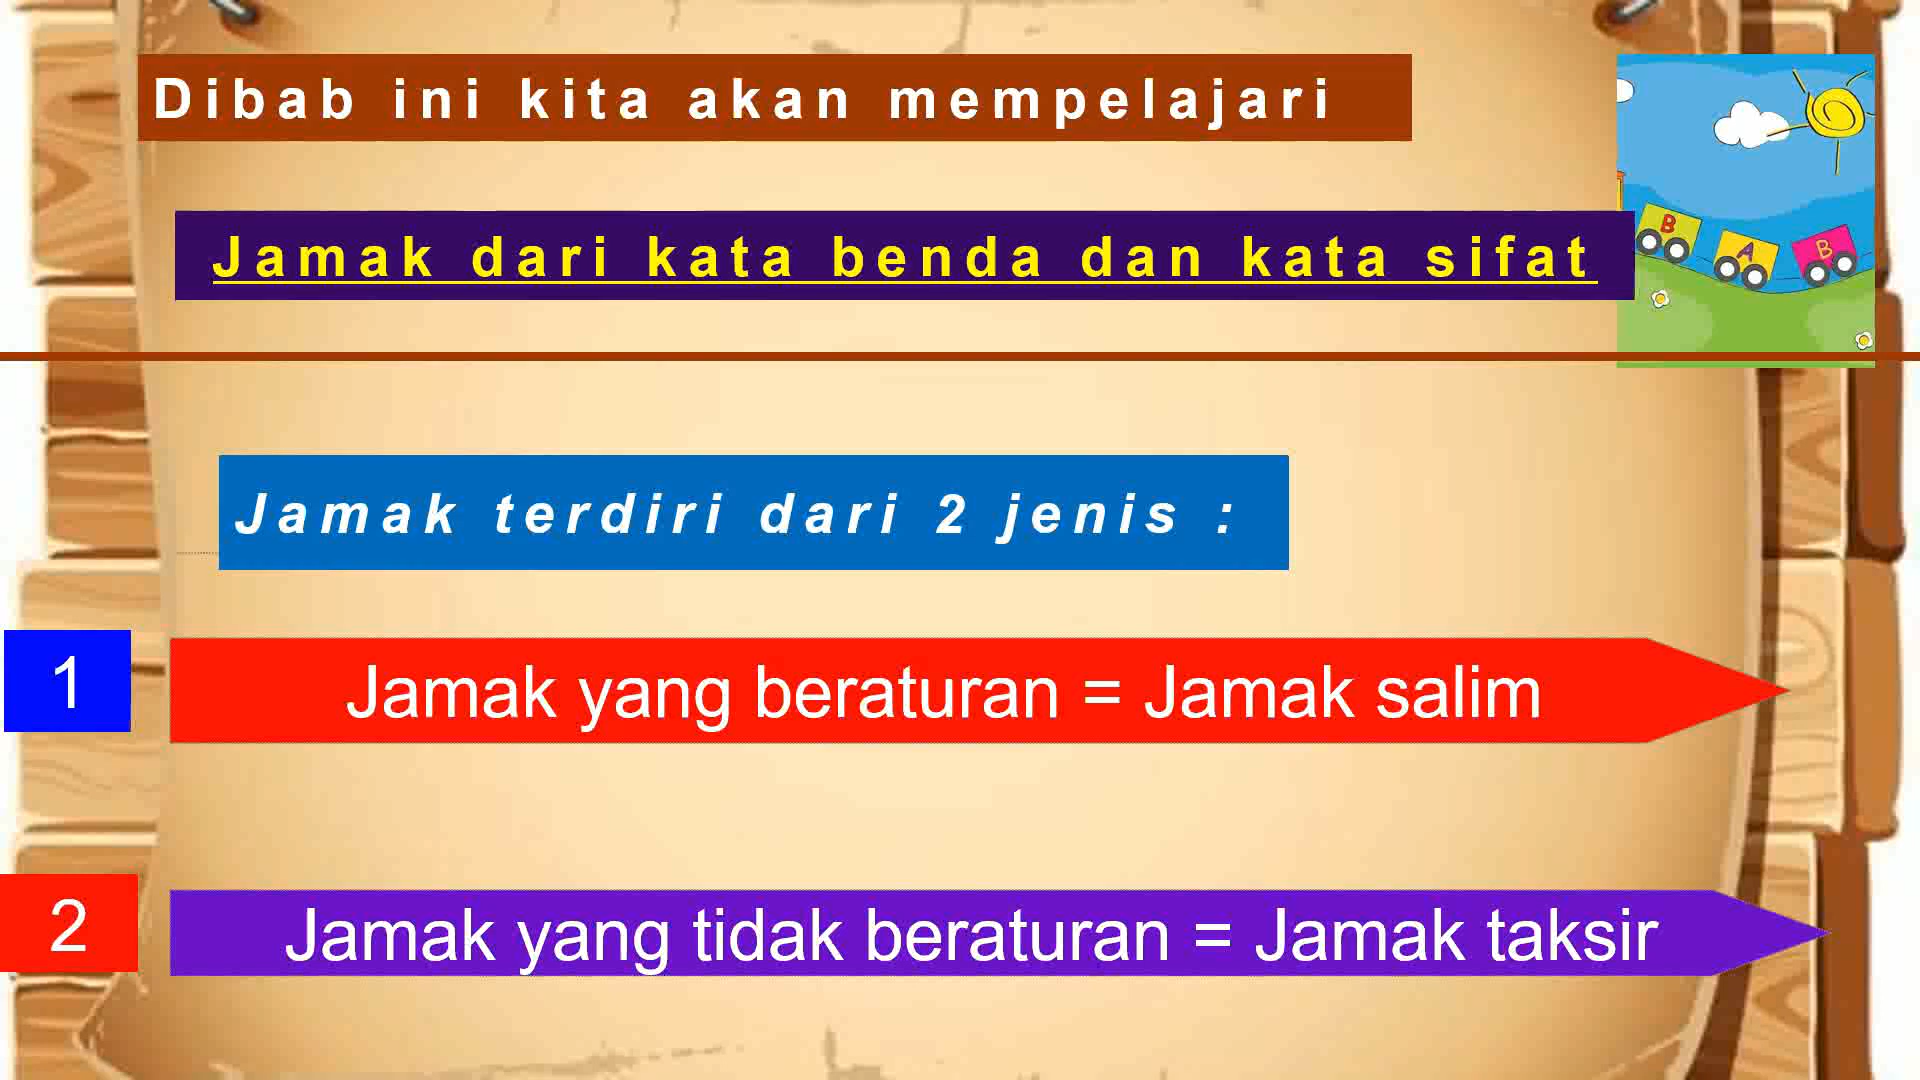 Dibab ini kita akan mempelajari
Jamak dari kata benda dan kata sifat
B A B
Jamak terdiri dari 2 jenis :
1
Jamak yang beraturan = Jamak salim
2
Jamak yang tidak beraturan = Jamak taksir